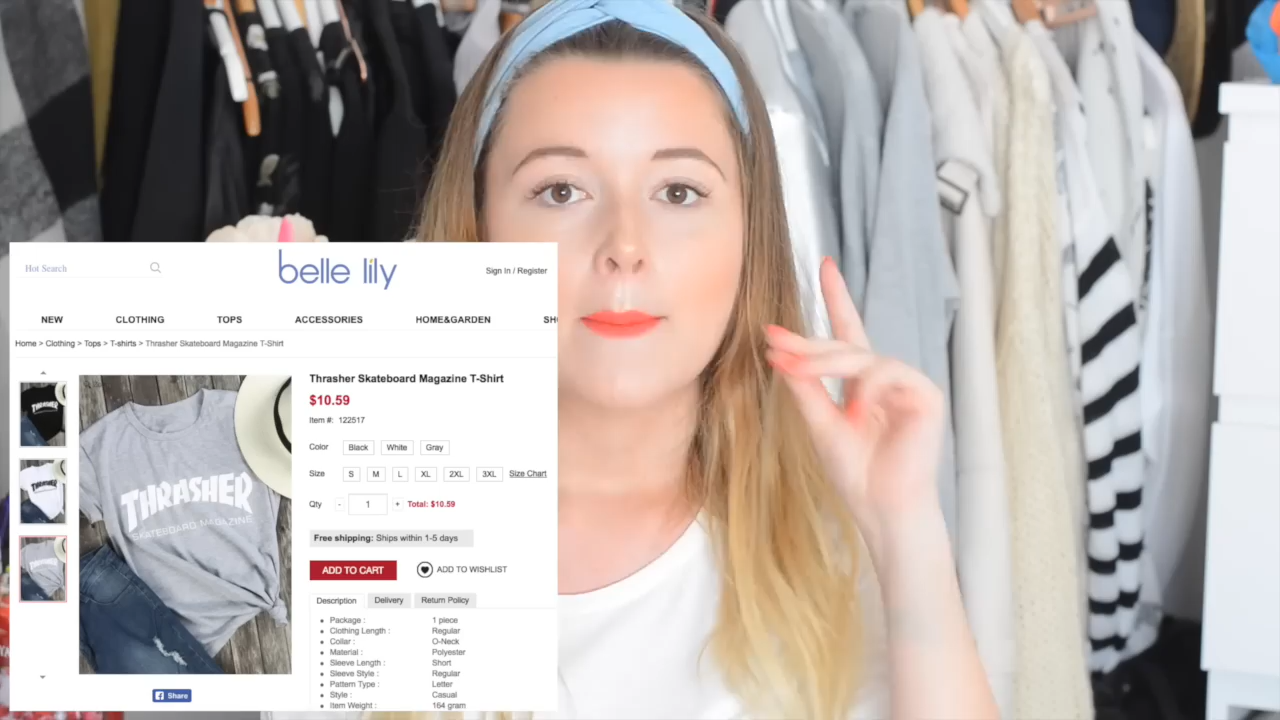 Hot Search
belle lily
Sign In / Register
NEW CLOTHING TOPS ACCESSORIES HOME&GARDEN SH
Home > Clothing > Tops > T-shirts > Thrasher Skateboard Magazine T-Shirt
THRASHER
SKATEBOARD MAGAZINE
Thrasher Skateboard Magazine T-Shirt
$10.59
Item #: 122517
Color Black White Gray
Size S M L XL 2XL 3XL Size Chart
Qty - 1 + Total: $10.59
Free shipping: Ships within 1-5 days
ADD TO CART ADD TO WISHLIST
Description Delivery Return Policy
Package : 1 piece
Clothing Length : Regular
Collar : O-Neck
Material : Polyester
Sleeve Length : Short
Sleeve Style : Regular
Pattern Type : Letter
Style : Casual
Item Weight : 164 gram
Share